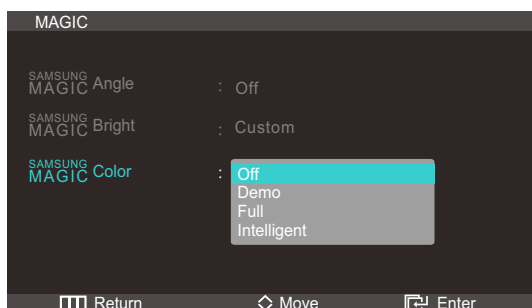 MAGIC
SAMSUNG MAGIC Angle : Off
SAMSUNG MAGIC Bright : Custom
SAMSUNG MAGIC Color : Off
Demo
Full
Intelligent
Return Move Enter